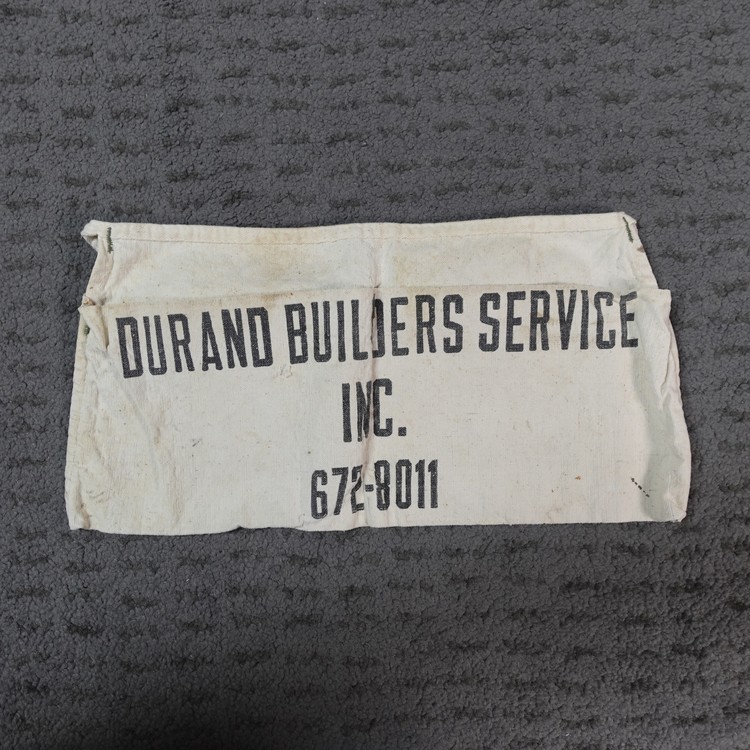 DURAND BUILDERS SERVICE
INC.
672-8011